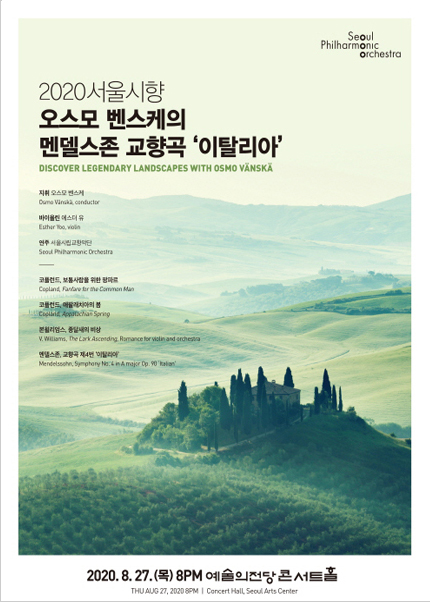 Seoul
Philharmonic
Orchestra
2020 서울시향
오스모 벤스케의
멘델스존 교향곡 ‘이탈리아’
DISCOVER LEGENDARY LANDSCAPES WITH OSMO VÄNSKÄ
지휘 오스모 벤스케
Osmo Vänskä, conductor
바이올린 에스더 유
Esther Yoo, violin
연주 서울시립교향악단
Seoul Philharmonic Orchestra
코플런드, 보통사람을 위한 팡파르
Copland, Fanfare for the Common Man
코플런드, 애팔래치아의 봄
Copland, Appalachian Spring
본윌리엄스, 종달새의 비상
V. Williams, The Lark Ascending, Romance for violin and orchestra
멘델스존, 교향곡 제4번 ‘이탈리아’
Mendelssohn, Symphony No. 4 in A major Op. 90 ‘Italian’
2020. 8. 27. (목) 8PM 예술의전당 콘서트홀
THU AUG 27, 2020 8PM | Concert Hall, Seoul Arts Center